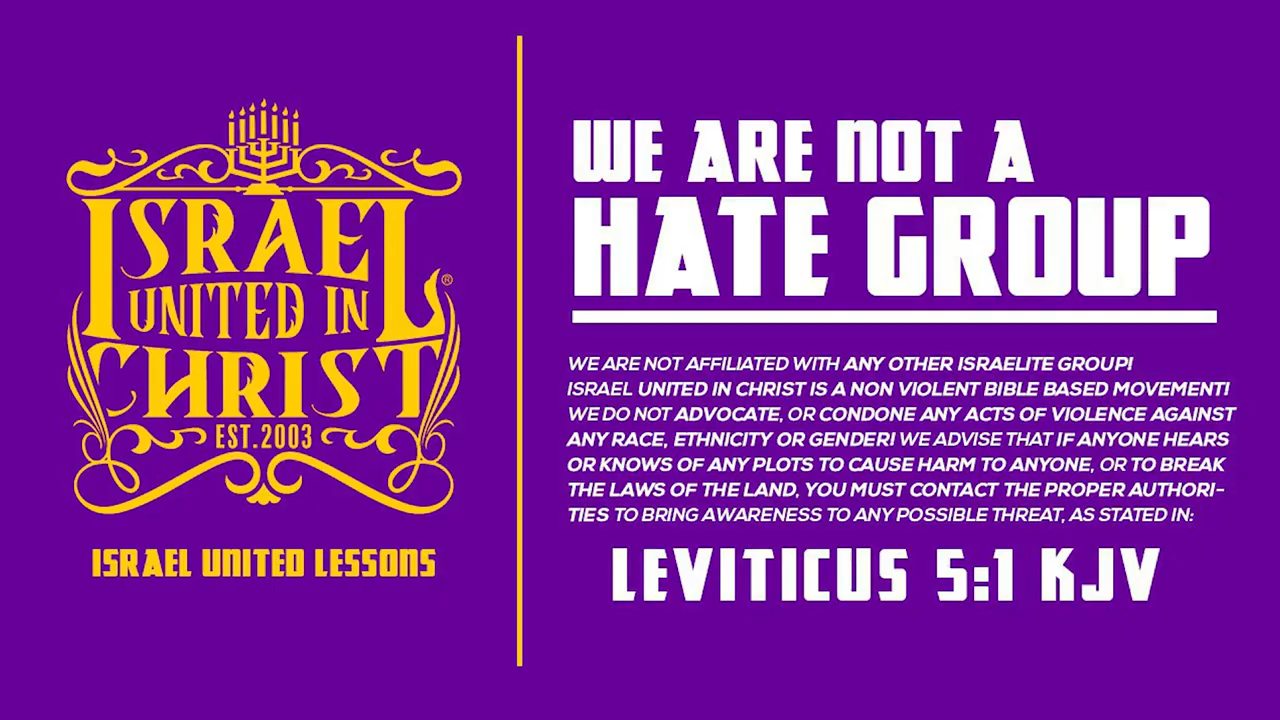 ISRAEL
UNITED IN
CHRIST
®
EST. 2003
ISRAEL UNITED LESSONS
WE ARE NOT A
HATE GROUP
WE ARE NOT AFFILIATED WITH ANY OTHER ISRAELITE GROUP!
ISRAEL UNITED IN CHRIST IS A NON VIOLENT BIBLE BASED MOVEMENT!
WE DO NOT ADVOCATE, OR CONDONE ANY ACTS OF VIOLENCE AGAINST
ANY RACE, ETHNICITY OR GENDER! WE ADVISE THAT IF ANYONE HEARS
OR KNOWS OF ANY PLOTS TO CAUSE HARM TO ANYONE, OR TO BREAK
THE LAWS OF THE LAND, YOU MUST CONTACT THE PROPER AUTHORI-
TIES TO BRING AWARENESS TO ANY POSSIBLE THREAT, AS STATED IN:
LEVITICUS 5:1 KJV